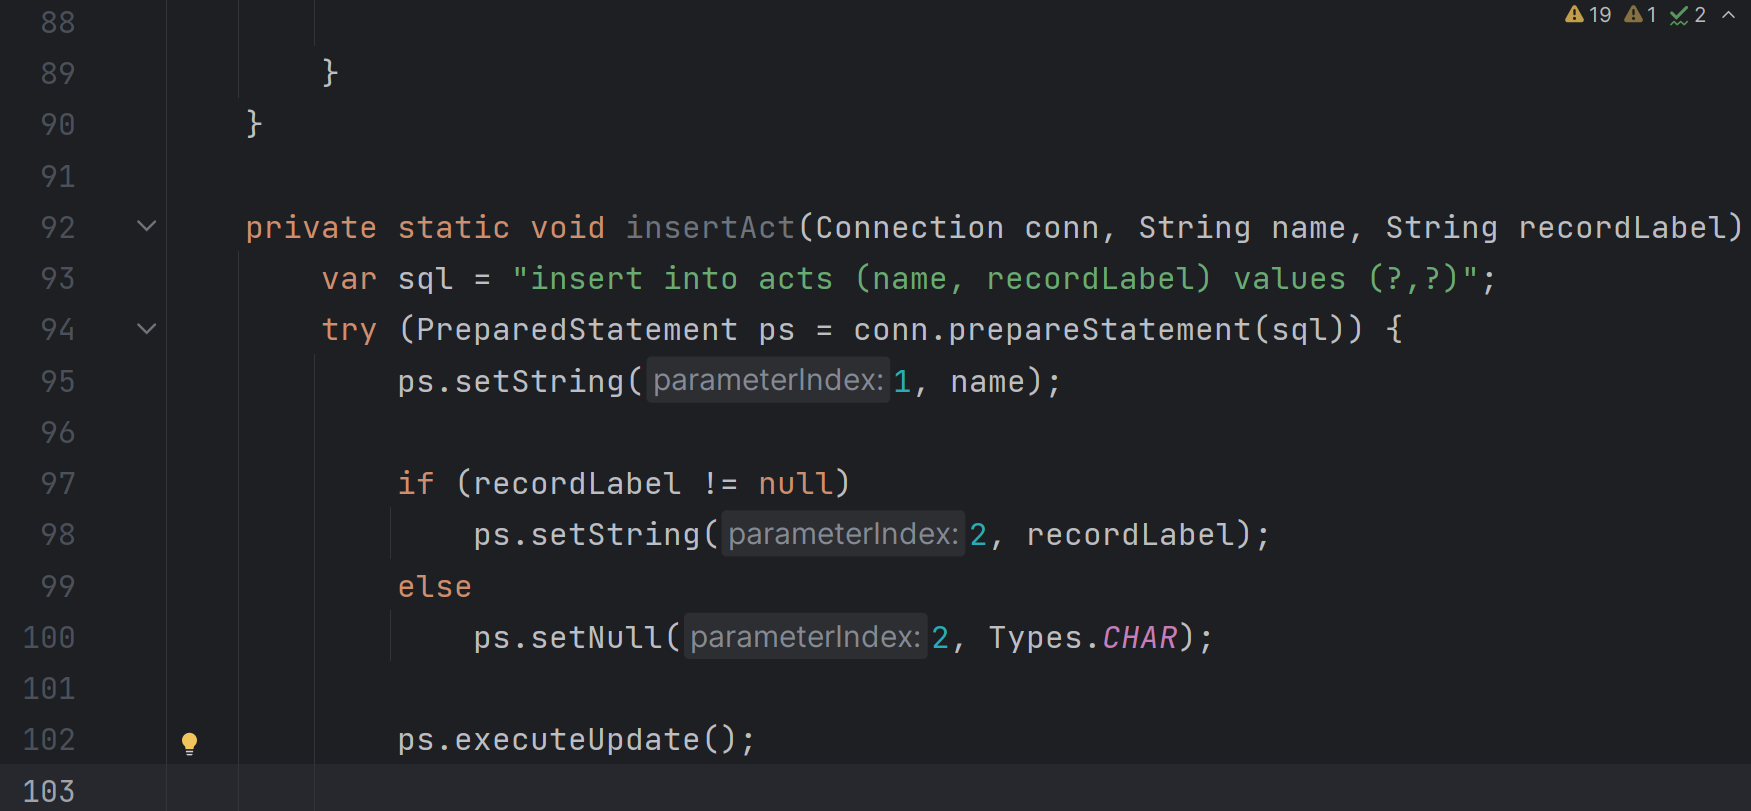 19 1 2
88
89 }
90 }
91
92 private static void insertAct(Connection conn, String name, String recordLabel)
93 var sql = "insert into acts (name, recordLabel) values (?,?)";
94 try (PreparedStatement ps = conn.prepareStatement(sql)) {
95 ps.setString( parameterIndex: 1, name);
96
97 if (recordLabel != null)
98 ps.setString( parameterIndex: 2, recordLabel);
99 else
100 ps.setNull( parameterIndex: 2, Types.CHAR);
101
102 ps.executeUpdate();
103